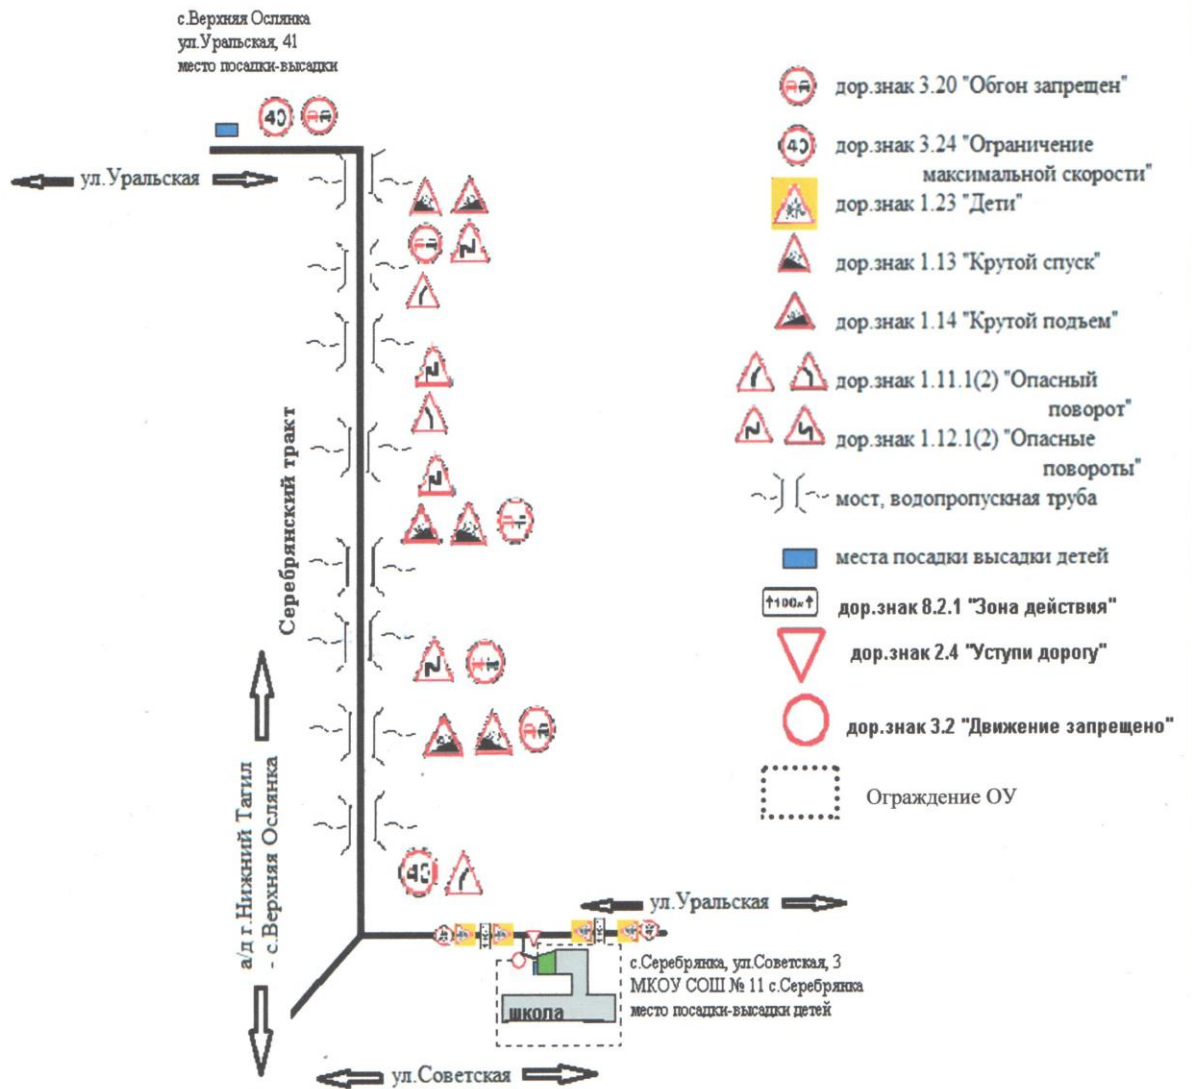 с.Верхняя Ослянка
ул.Уральская, 41
место посадки-высадки
40
ул.Уральская
Серебрянский тракт
а/д г.Нижний Тагил
- с.Верхняя Ослянка
40
ул.Уральская
с.Серебрянка, ул.Советская, 3
МКОУ СОШ № 11 с.Серебрянка
место посадки-высадки детей
школа
ул.Советская
дор.знак 3.20 "Обгон запрещен"
40
дор.знак 3.24 "Ограничение
максимальной скорости"
дор.знак 1.23 "Дети"
дор.знак 1.13 "Крутой спуск"
дор.знак 1.14 "Крутой подъем"
дор.знак 1.11.1(2) "Опасный
поворот"
дор.знак 1.12.1(2) "Опасные
повороты"
мост, водопропускная труба
места посадки высадки детей
100м
дор.знак 8.2.1 "Зона действия"
дор.знак 2.4 "Уступи дорогу"
дор.знак 3.2 "Движение запрещено"
Ограждение ОУ